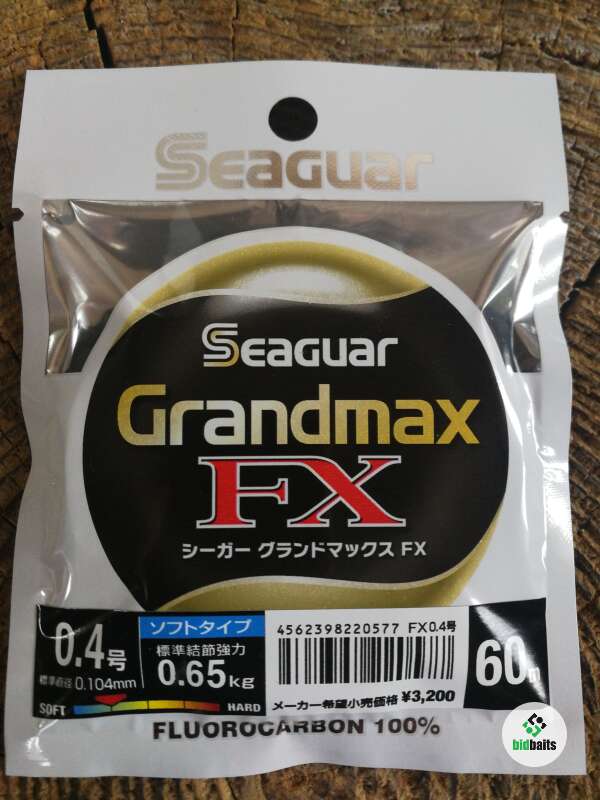 Seaguar
Seaguar
Grandmax
FX
シーガー グランドマックス FX
0.4号
標準直径 0.104mm
SOFT HARD
ソフトタイプ
標準結節強力
0.65kg
4562398220577 FX0.4号
メーカー希望小売価格 ¥3,200
60m
FLUOROCARBON 100%
bidbaits